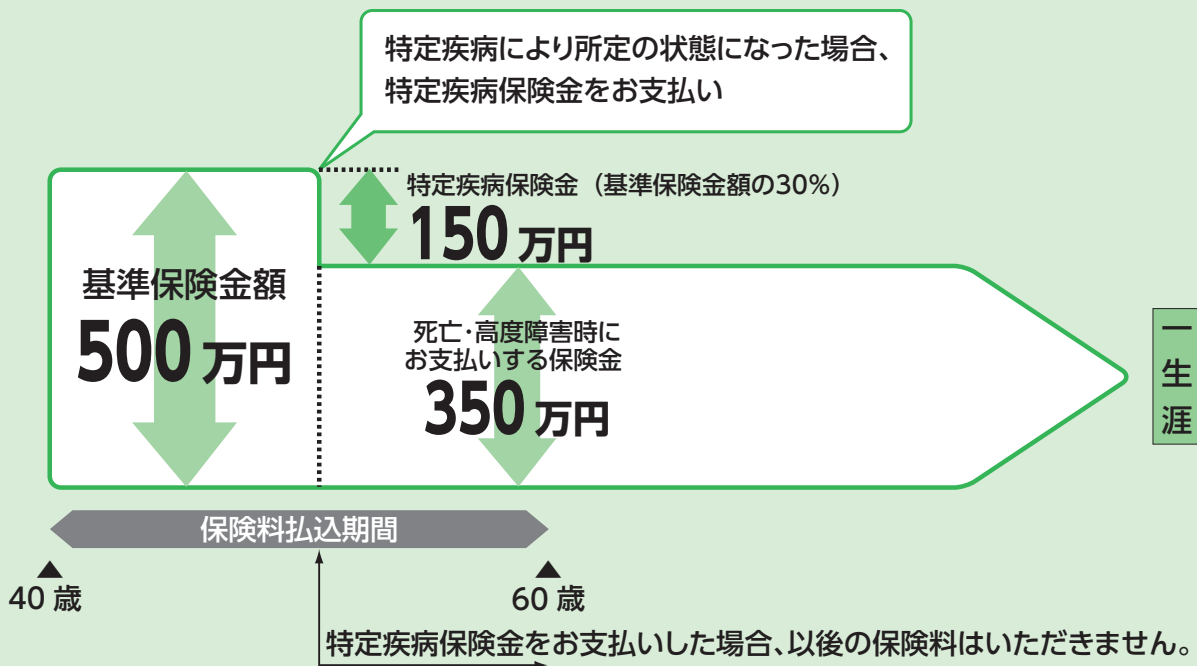 特定疾病により所定の状態になった場合、
特定疾病保険金をお支払い
特定疾病保険金（基準保険金額の30%）
150万円
基準保険金額
500万円
死亡・高度障害時に
お支払いする保険金
350万円
一生涯
保険料払込期間
40歳
60歳
特定疾病保険金をお支払いした場合、以後の保険料はいただきません。